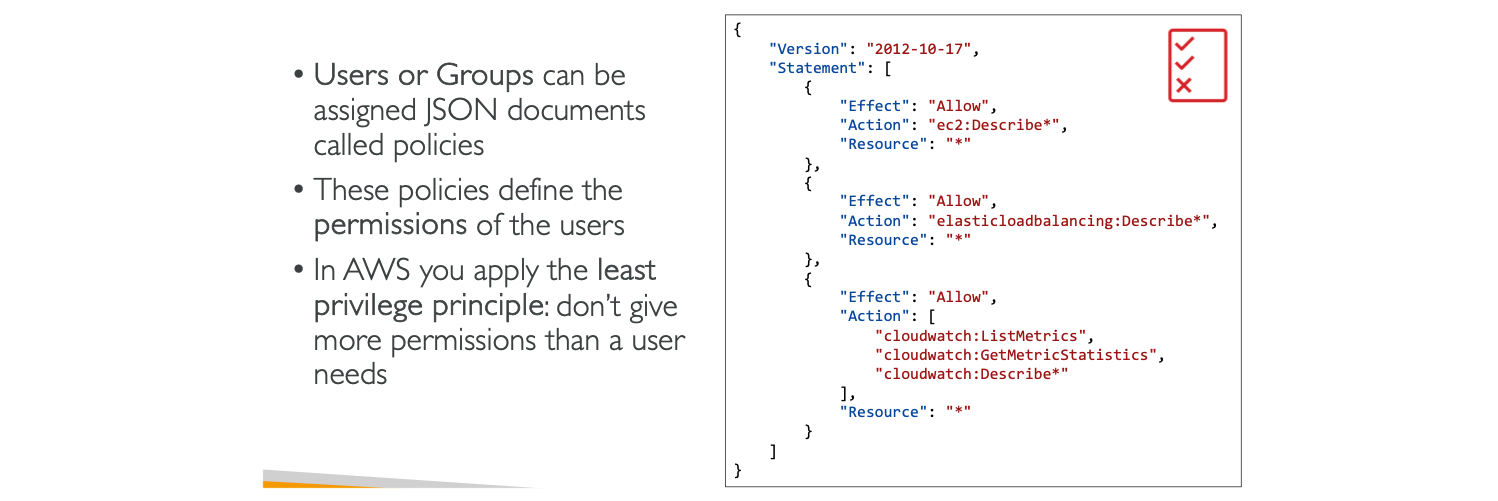 • Users or Groups can be
assigned JSON documents
called policies
• These policies define the
permissions of the users
• In AWS you apply the least
privilege principle: don't give
more permissions than a user
needs
{
    "Version": "2012-10-17",
    "Statement": [
        {
            "Effect": "Allow",
            "Action": "ec2:Describe*",
            "Resource": "*"
        },
        {
            "Effect": "Allow",
            "Action": "elasticloadbalancing:Describe*",
            "Resource": "*"
        },
        {
            "Effect": "Allow",
            "Action": [
                "cloudwatch:ListMetrics",
                "cloudwatch:GetMetricStatistics",
                "cloudwatch:Describe*"
            ],
            "Resource": "*"
        }
    ]
}